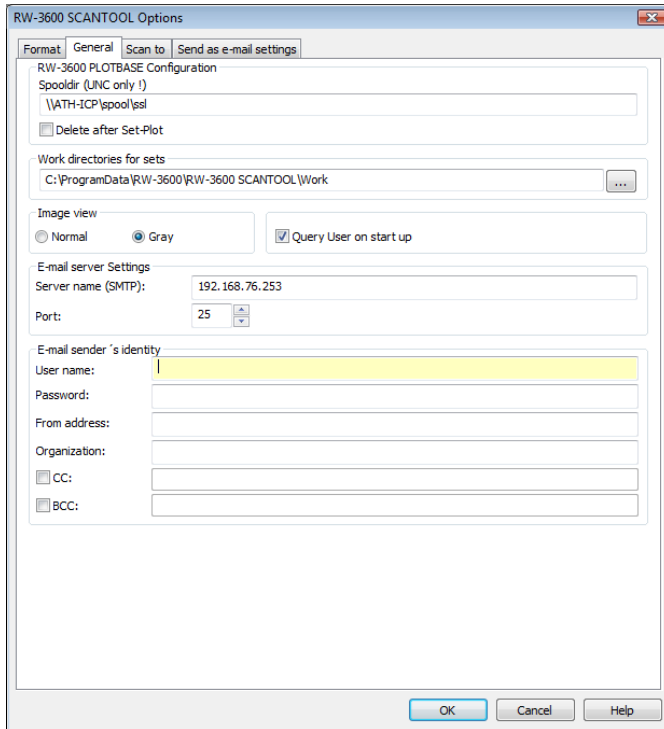 RW-3600 SCANTOOL Options
Format General Scan to Send as e-mail settings
RW-3600 PLOTBASE Configuration
Spooldir (UNC only !)
\\ATH-ICP\spool\ssl
Delete after Set-Plot
Work directories for sets
C:\ProgramData\RW-3600\RW-3600 SCANTOOL\Work ...
Image view
Normal Gray Query User on start up
E-mail server Settings
Server name (SMTP): 192.168.76.253
Port: 25
E-mail sender´s identity
User name:
Password:
From address:
Organization:
CC:
BCC:
OK Cancel Help